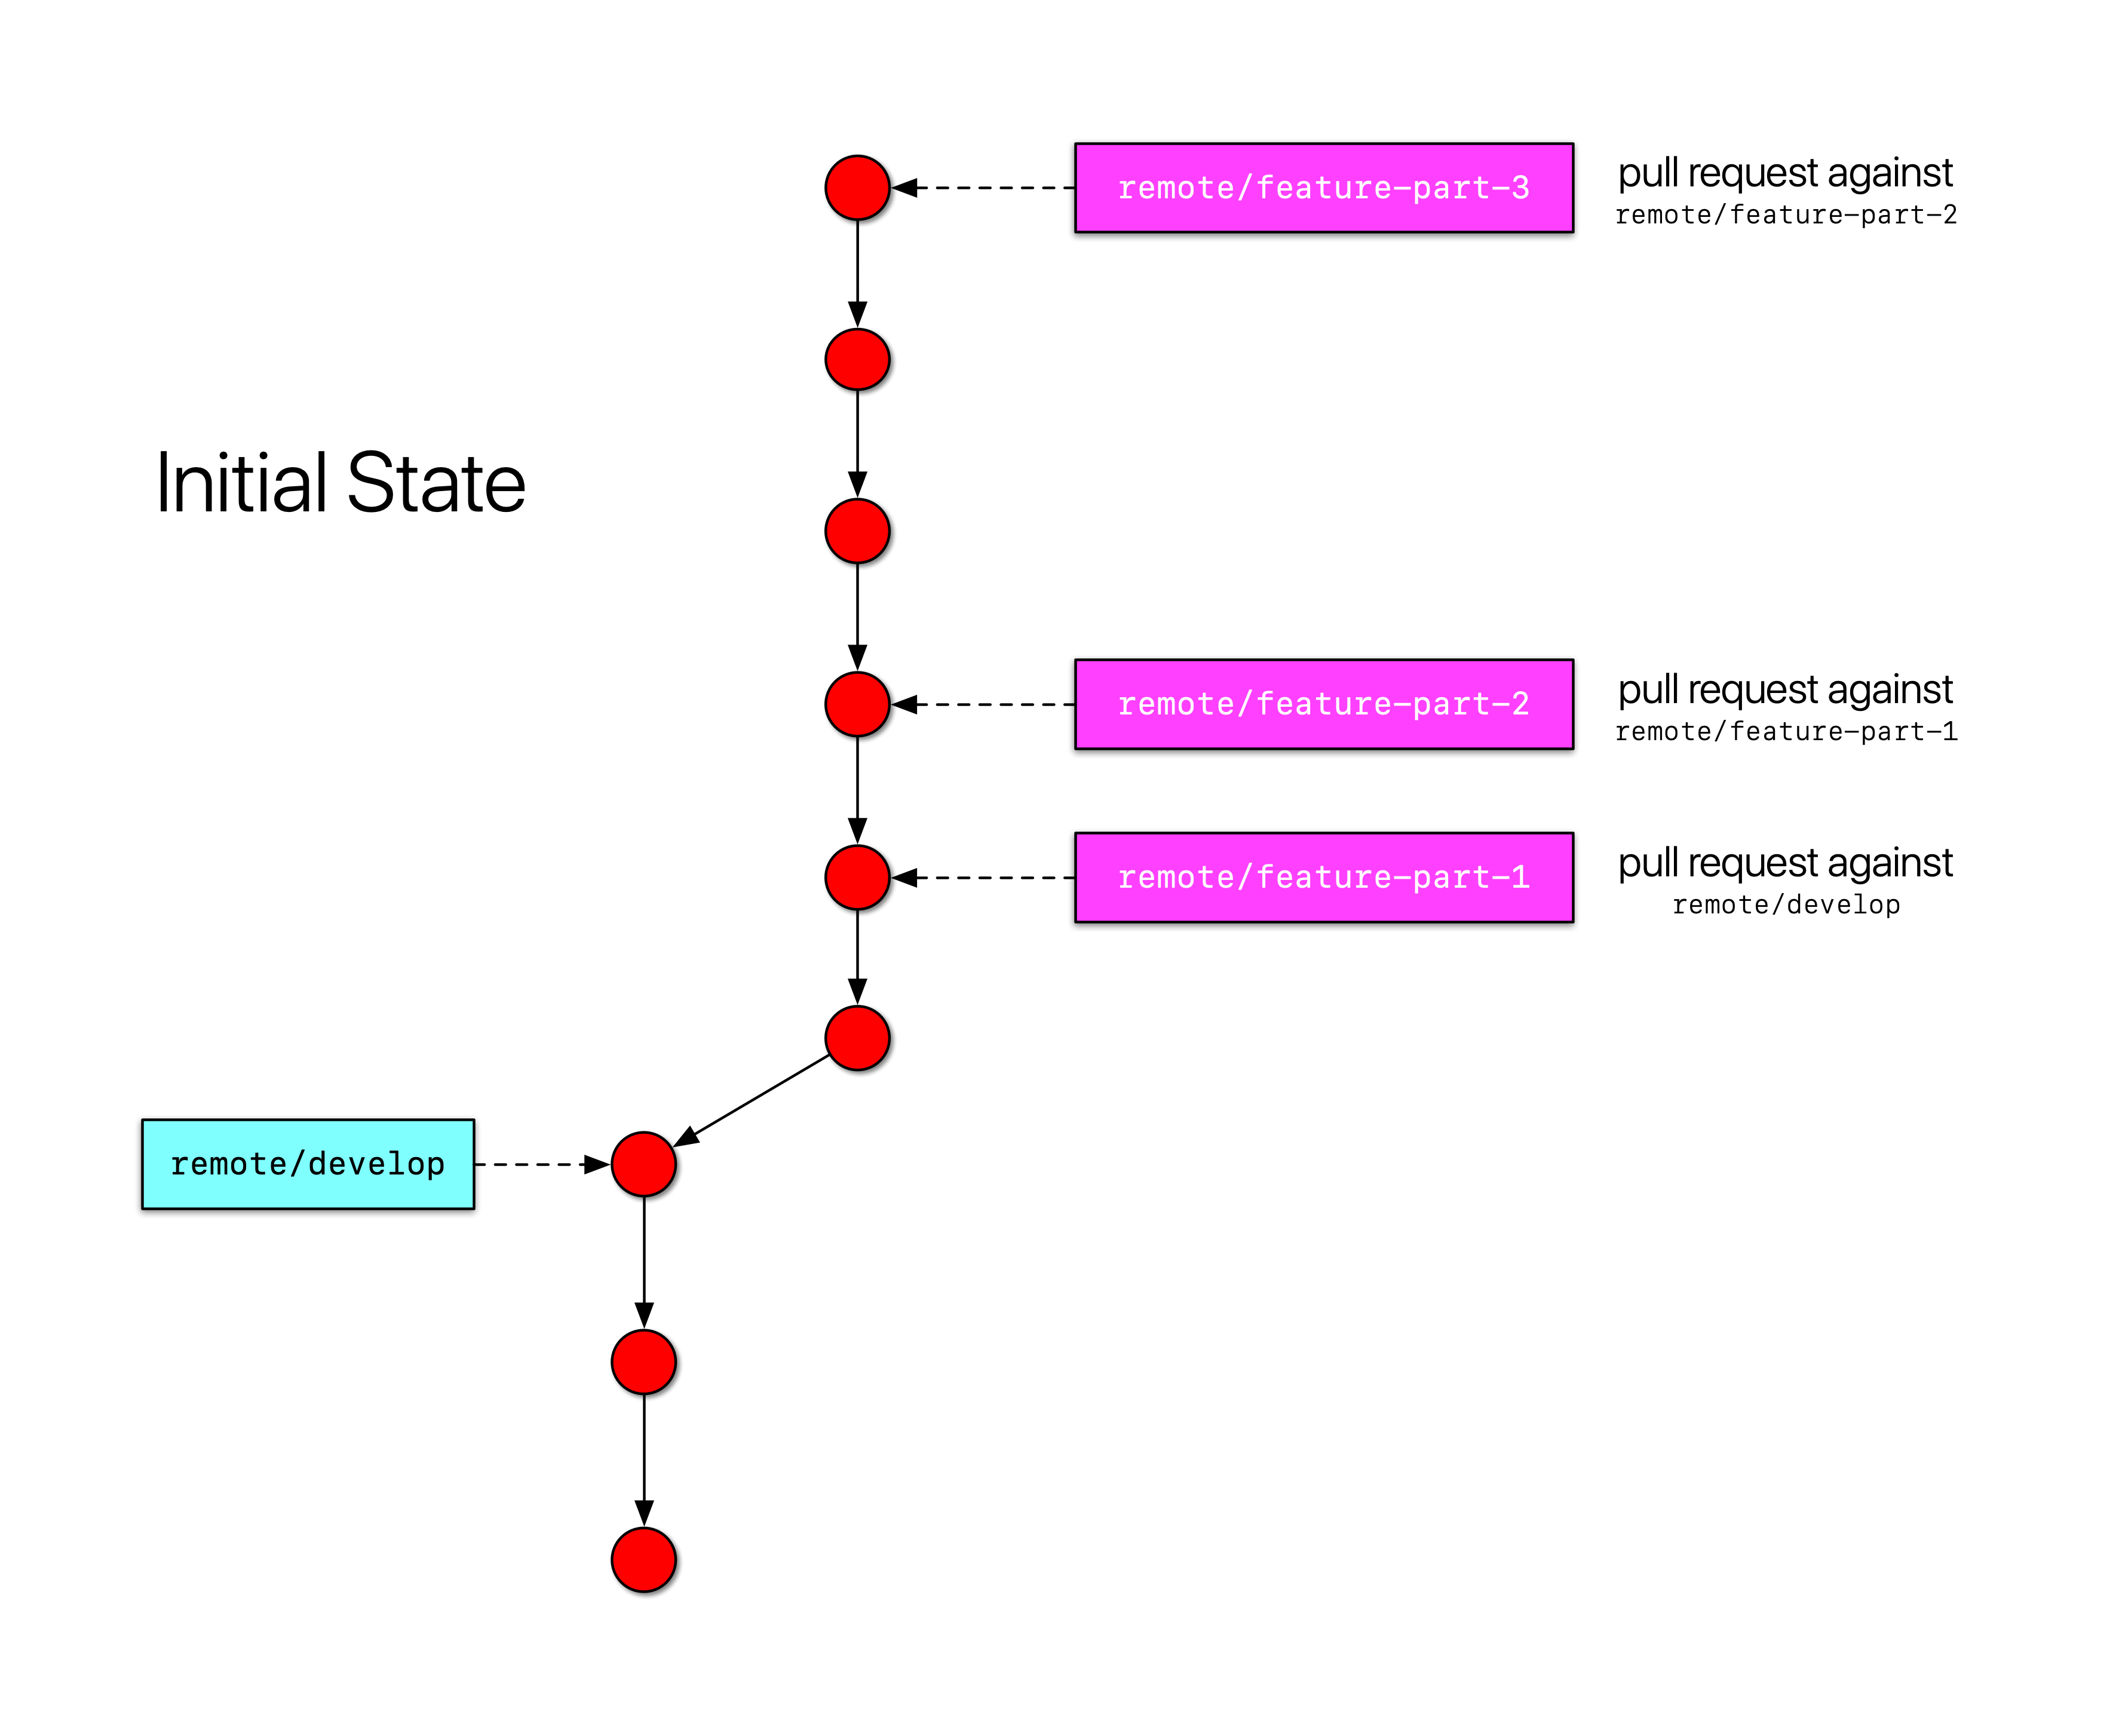 remote/feature-part-3
pull request against
remote/feature-part-2
Initial State
remote/feature-part-2
pull request against
remote/feature-part-1
remote/feature-part-1
pull request against
remote/develop
remote/develop